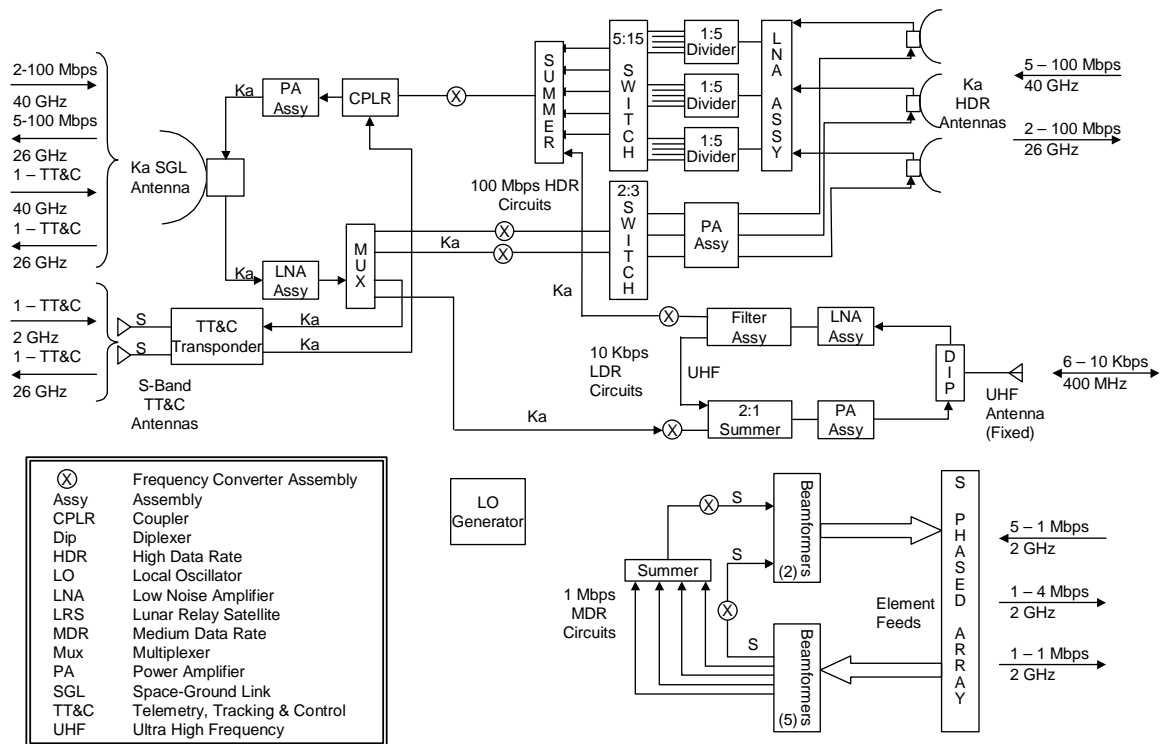 2-100 Mbps
40 GHz
5-100 Mbps
26 GHz
1 – TT&C
40 GHz
1 – TT&C
26 GHz
1 – TT&C
2 GHz
1 – TT&C
26 GHz
Ka SGL
Antenna
Ka
PA
Assy
CPLR
X
SUMMER
5:15
SWITCH
1:5
Divider
1:5
Divider
1:5
Divider
LNA ASSY
Ka
HDR
Antennas
5 – 100 Mbps
40 GHz
2 – 100 Mbps
26 GHz
100 Mbps HDR
Circuits
2:3
SWITCH
PA
Assy
Ka
LNA
Assy
MUX
X
Ka
X
Ka
S
S
TT&C
Transponder
Ka
Ka
S-Band
TT&C
Antennas
X
Filter
Assy
LNA
Assy
10 Kbps
LDR
Circuits
UHF
DIP
6 – 10 Kbps
400 MHz
UHF
Antenna
(Fixed)
Ka
X
2:1
Summer
PA
Assy
X Frequency Converter Assembly
Assy Assembly
CPLR Coupler
Dip Diplexer
HDR High Data Rate
LO Local Oscillator
LNA Low Noise Amplifier
LRS Lunar Relay Satellite
MDR Medium Data Rate
Mux Multiplexer
PA Power Amplifier
SGL Space-Ground Link
TT&C Telemetry, Tracking & Control
UHF Ultra High Frequency
LO
Generator
X
S
Beamformers
(2)
S
Summer
X
1 Mbps
MDR
Circuits
S
Beamformers
(5)
Element
Feeds
S PHASED ARRAY
5 – 1 Mbps
2 GHz
1 – 4 Mbps
2 GHz
1 – 1 Mbps
2 GHz